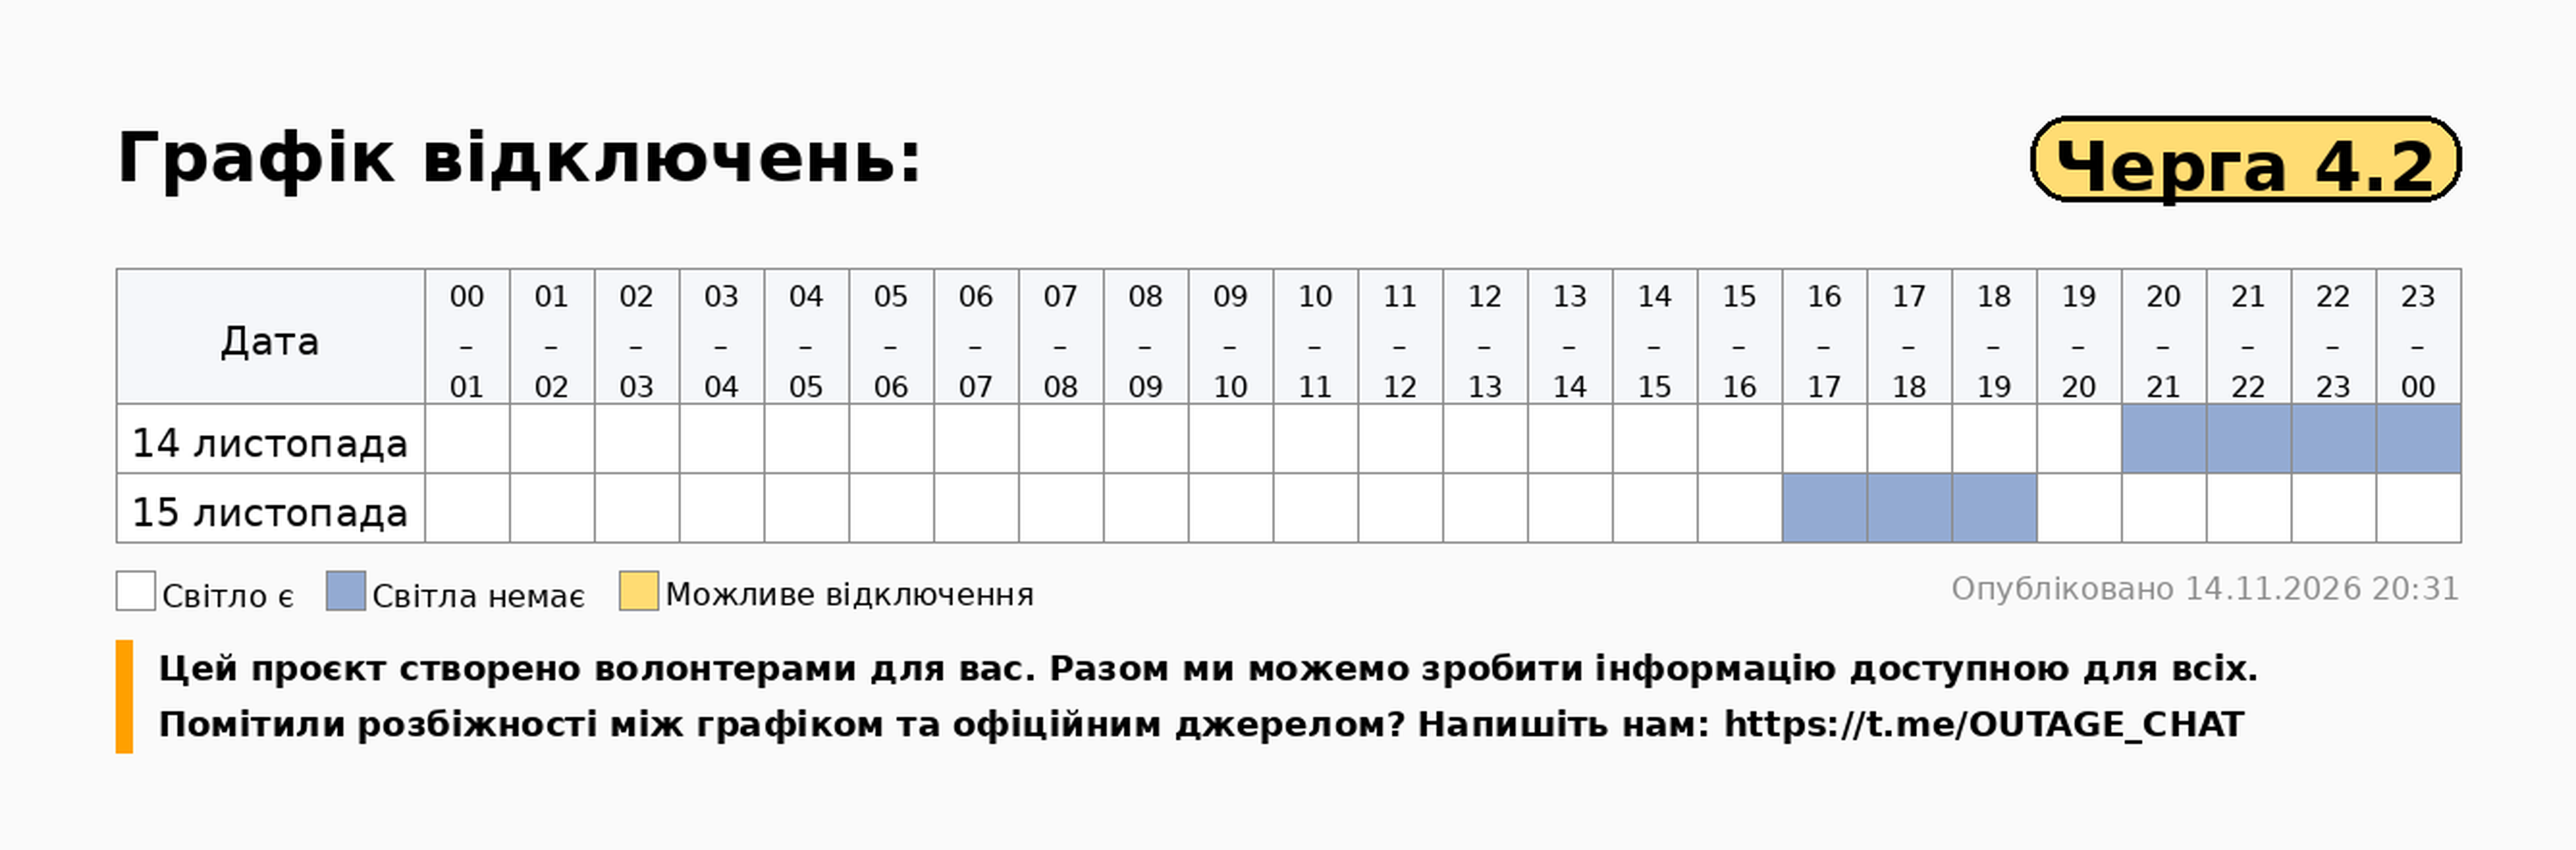 Графік відключень:
Черга 4.2
Дата 00 – 01 01 – 02 02 – 03 03 – 04 04 – 05 05 – 06 06 – 07 07 – 08 08 – 09 09 – 10 10 – 11 11 – 12 12 – 13 13 – 14 14 – 15 15 – 16 16 – 17 17 – 18 18 – 19 19 – 20 20 – 21 21 – 22 22 – 23 23 – 00
14 листопада
15 листопада
Світло є Світла немає Можливе відключення
Опубліковано 14.11.2026 20:31
Цей проєкт створено волонтерами для вас. Разом ми можемо зробити інформацію доступною для всіх.
Помітили розбіжності між графіком та офіційним джерелом? Напишіть нам: https://t.me/OUTAGE_CHAT